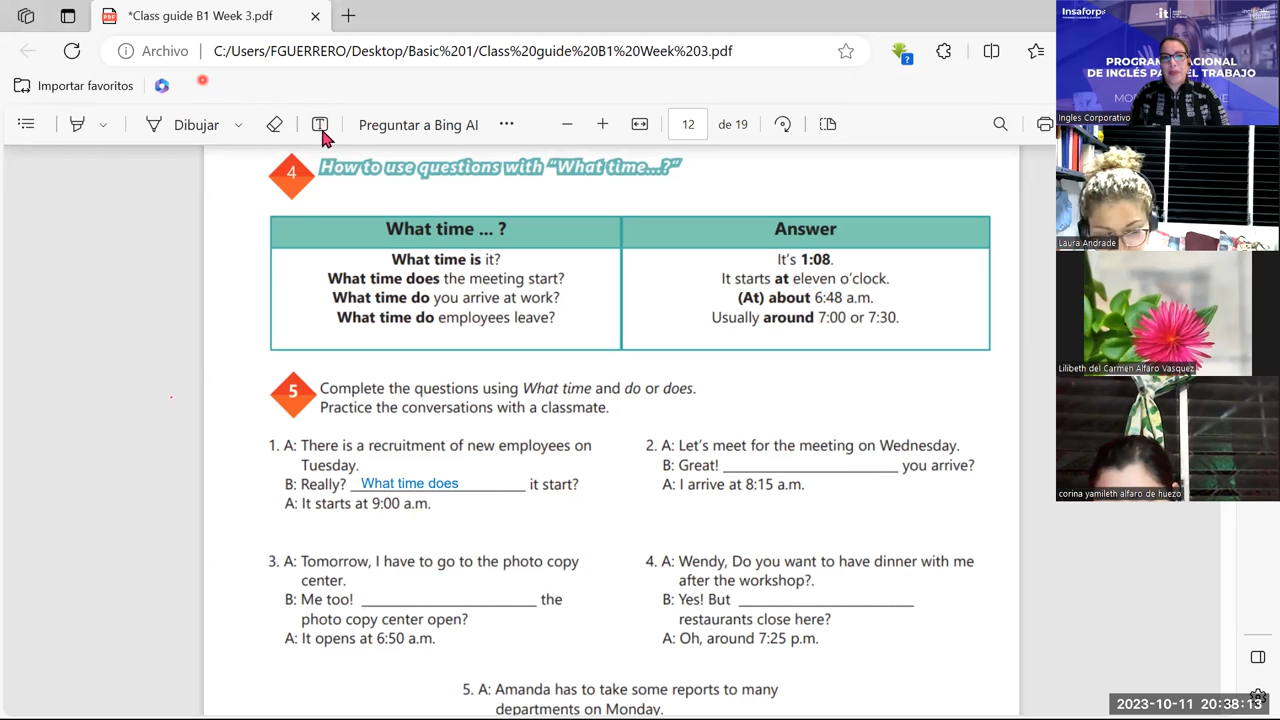 *Class guide B1 Week 3.pdf
Archivo
C:/Users/FGUERRERO/Desktop/Basic%201/Class%20guide%20B1%20Week%203.pdf
Importar favoritos
Dibujar
Preguntar a Bing AI
12
de 19
4
How to use questions with "What time...?"
What time ... ?
Answer
What time is it?
It's 1:08.
What time does the meeting start?
It starts at eleven o'clock.
What time do you arrive at work?
(At) about 6:48 a.m.
What time do employees leave?
Usually around 7:00 or 7:30.
5
Complete the questions using What time and do or does.
Practice the conversations with a classmate.
1. A: There is a recruitment of new employees on
Tuesday.
B: Really? What time does it start?
A: It starts at 9:00 a.m.
2. A: Let's meet for the meeting on Wednesday.
B: Great! ____________________ you arrive?
A: I arrive at 8:15 a.m.
3. A: Tomorrow, I have to go to the photo copy
center.
B: Me too! ____________________ the
photo copy center open?
A: It opens at 6:50 a.m.
4. A: Wendy, Do you want to have dinner with me
after the workshop?.
B: Yes! But ____________________
restaurants close here?
A: Oh, around 7:25 p.m.
5. A: Amanda has to take some reports to many
departments on Monday.
Insaforp
Ingles Corporativo
Laura Andrade
Lilibeth del Carmen Alfaro Vasquez
corina yamileth alfaro de huezo
2023-10-11 20:38:13